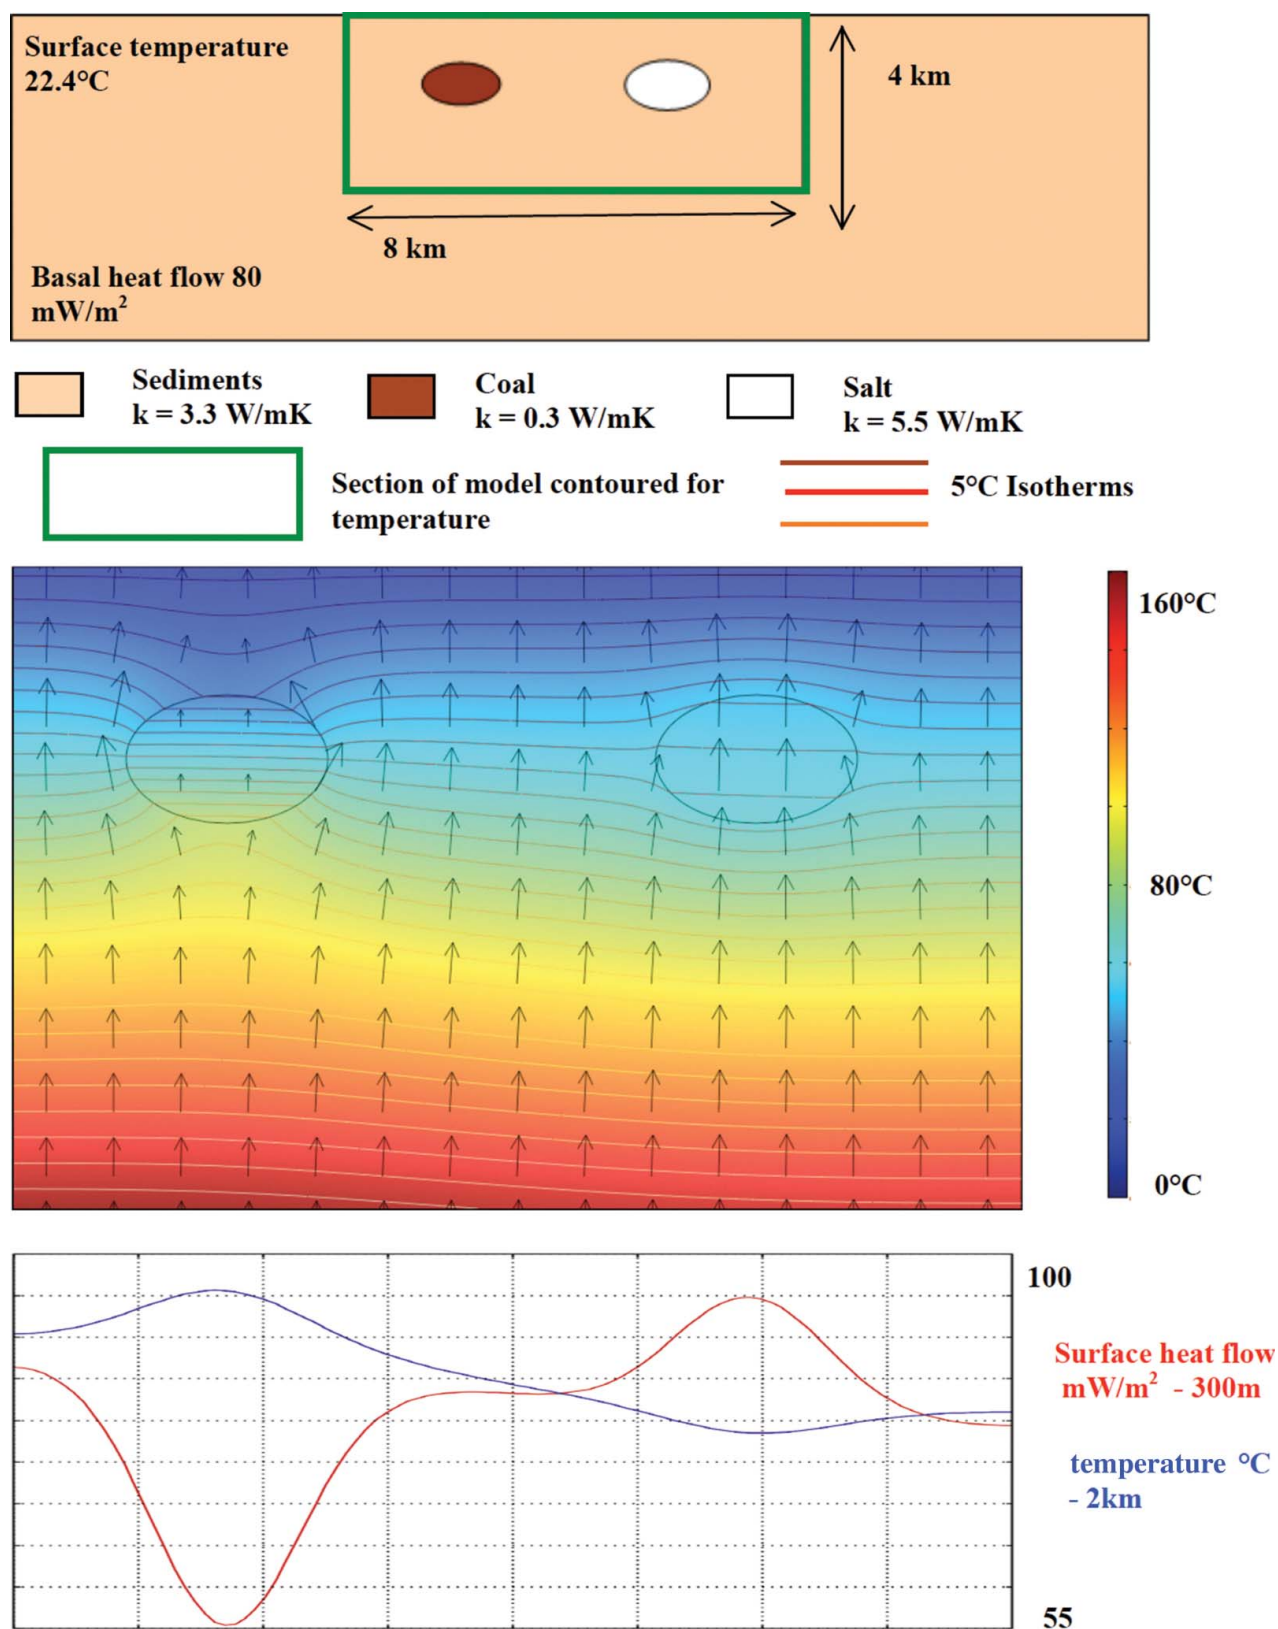 Surface temperature
22.4°C
4 km
8 km
Basal heat flow 80
mW/m²
Sediments
k = 3.3 W/mK
Coal
k = 0.3 W/mK
Salt
k = 5.5 W/mK
Section of model contoured for
temperature
5°C Isotherms
160°C
80°C
0°C
100
Surface heat flow
mW/m² - 300m
temperature °C
- 2km
55